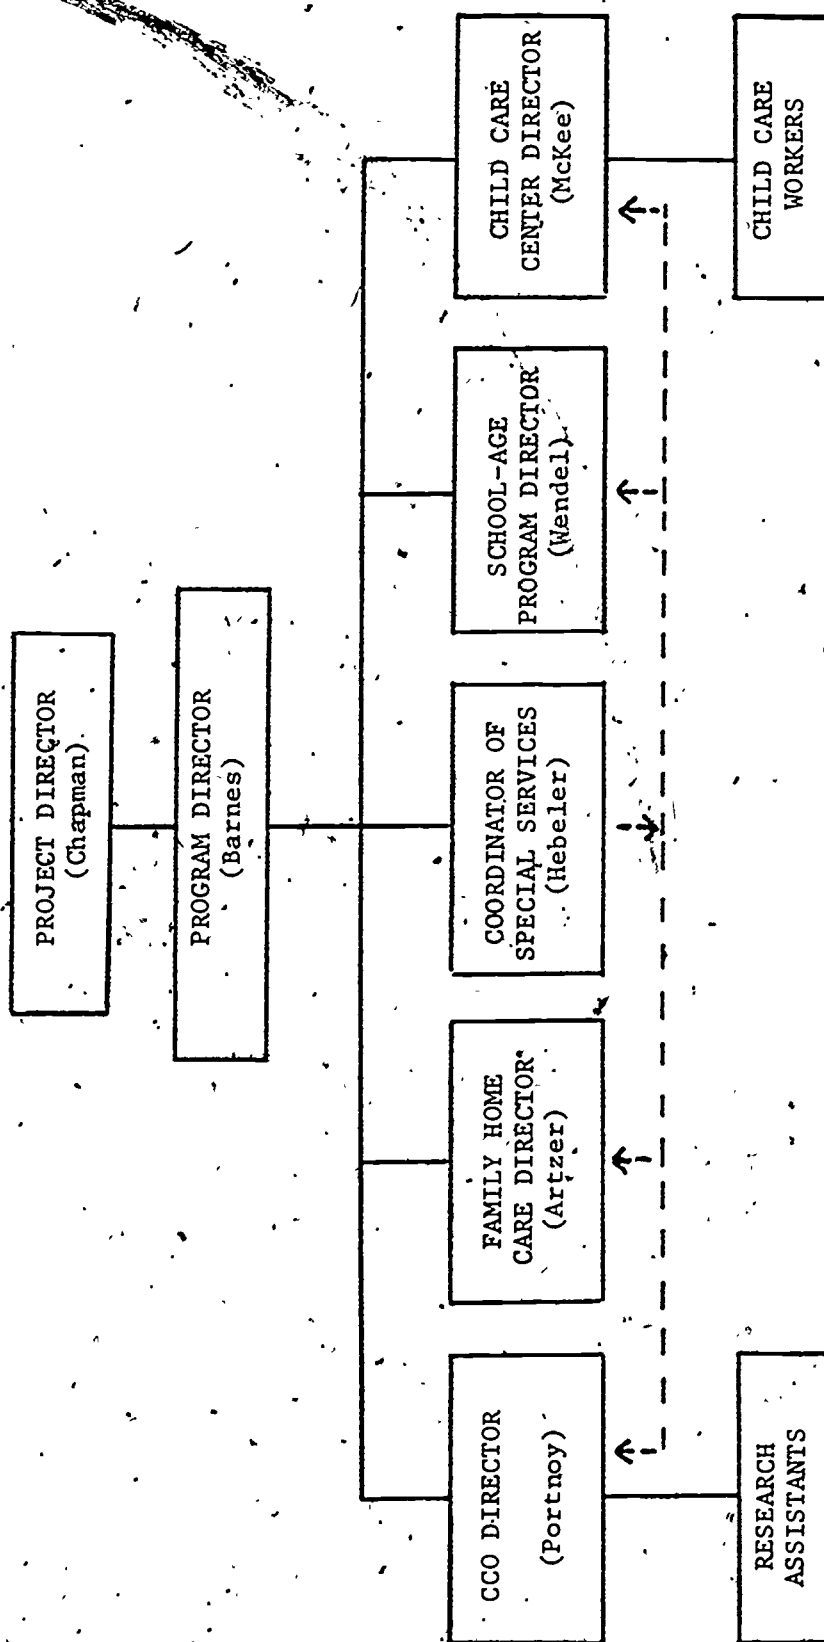 PROJECT DIRECTOR
(Chapman)
PROGRAM DIRECTOR
(Barnes)
CCO DIRECTOR
(Portnoy)
FAMILY HOME
CARE DIRECTOR
(Artzer)
COORDINATOR OF
SPECIAL SERVICES
(Hebeler)
SCHOOL-AGE
PROGRAM DIRECTOR
(Wendel)
CHILD CARE
CENTER DIRECTOR
(McKee)
RESEARCH
ASSISTANTS
CHILD CARE
WORKERS